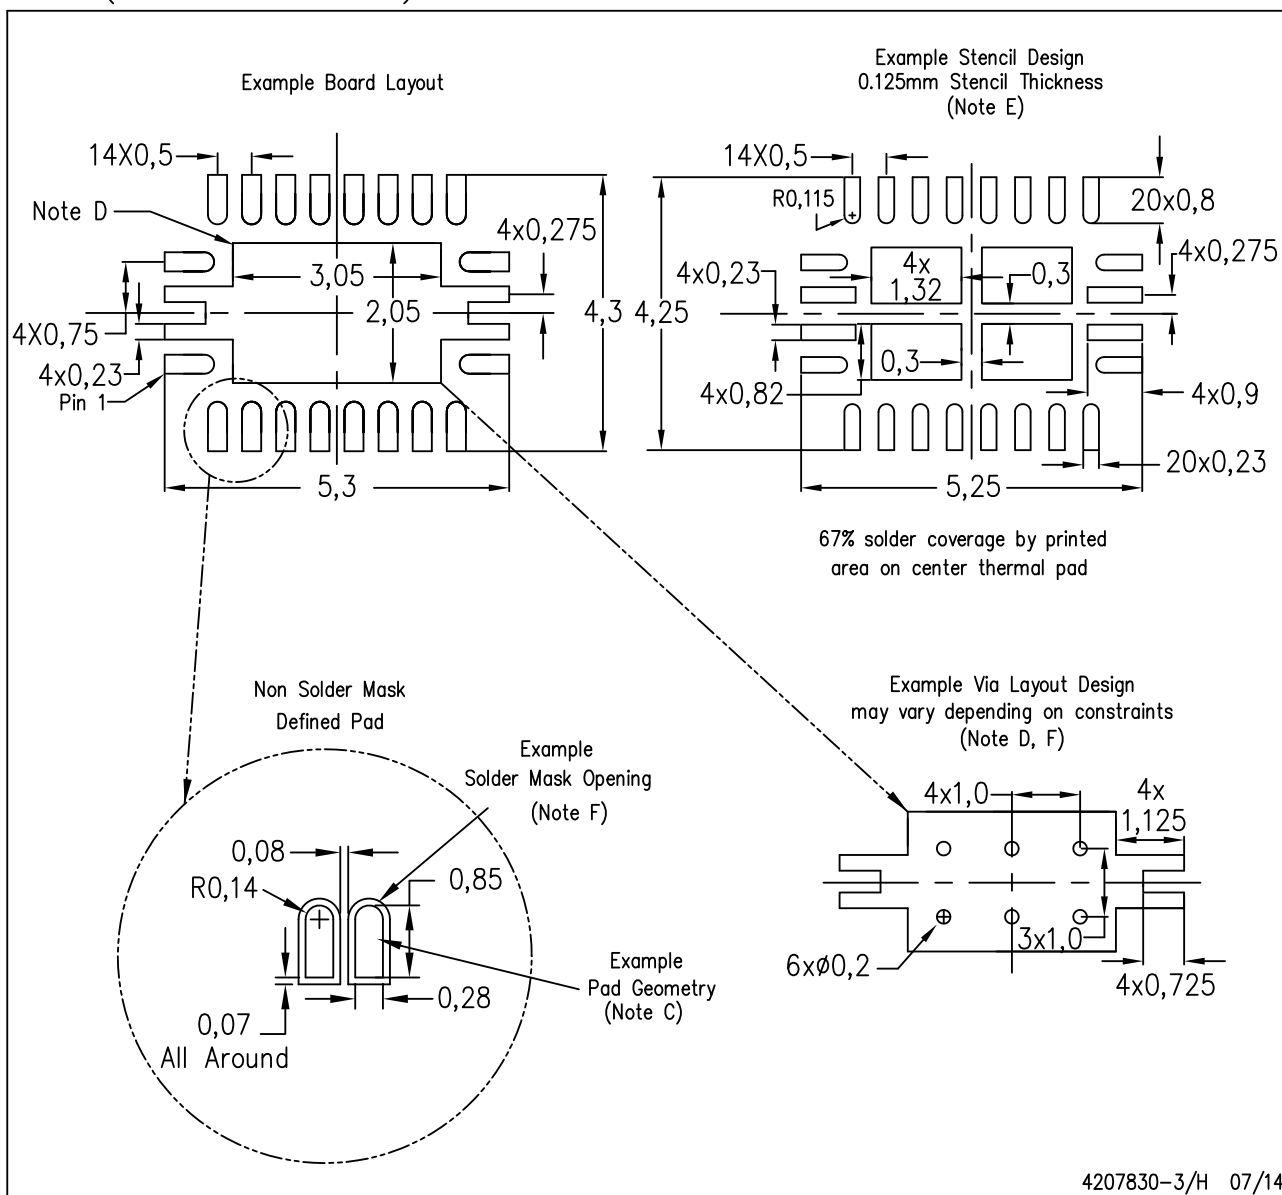 Example Board Layout
14X0,5
Note D
4x0,275
3,05
2,05
4,3
4X0,75
4x0,23
Pin 1
5,3
Example Stencil Design
0.125mm Stencil Thickness
(Note E)
14X0,5
R0,115
20x0,8
4x0,275
4x0,23
4x
1,32
0,3
4,25
0,3
4x0,82
4x0,9
20x0,23
5,25
67% solder coverage by printed
area on center thermal pad
Non Solder Mask
Defined Pad
Example
Solder Mask Opening
(Note F)
0,08
R0,14
0,85
Example
Pad Geometry
(Note C)
0,28
0,07
All Around
Example Via Layout Design
may vary depending on constraints
(Note D, F)
4x1,0
4x
1,125
3x1,0
6xø0,2
4x0,725
4207830-3/H 07/14